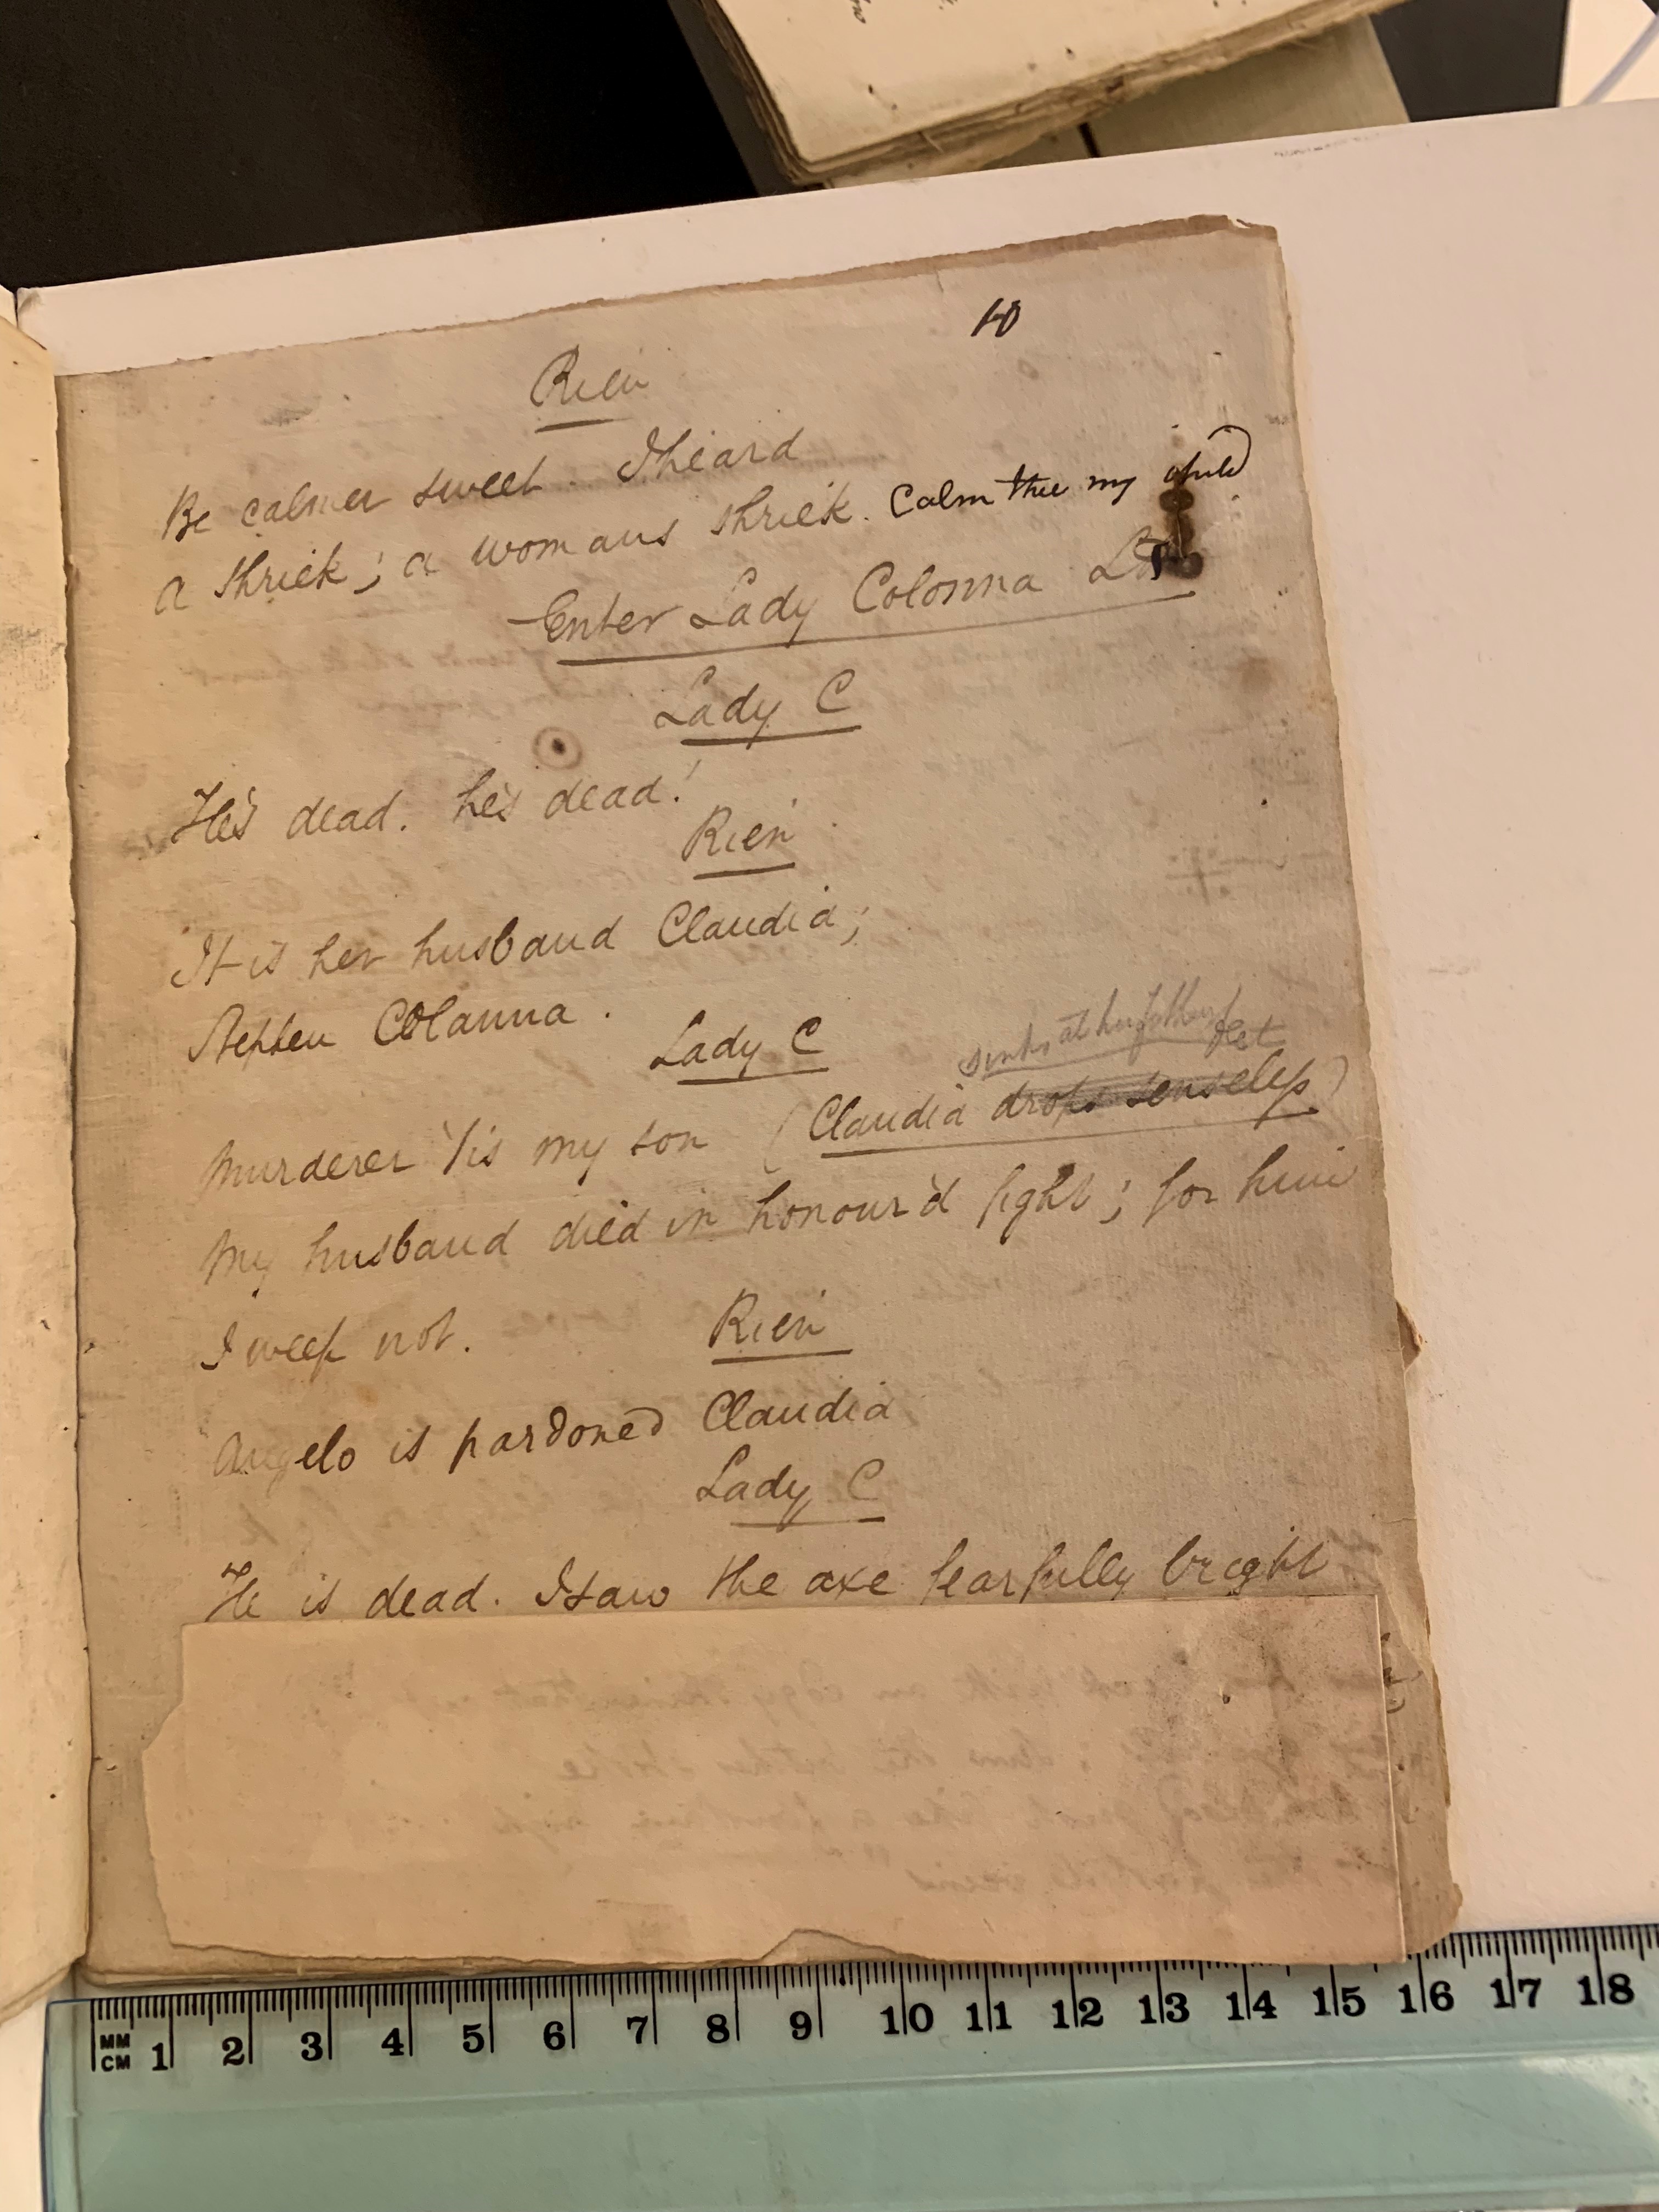 10
Rien
Be calmer sweet. I heard
a shriek; a womans shriek. Calm thee my child
Enter Lady Colonna
Lady C
He's dead. he's dead!
Rien
It is her husband Claudia;
Stephen Colanna.
Lady C
sinks at her father's feet
Murderer 'tis my son (Claudia drops senseless)
My husband died in honour'd fight; for him
I weep not.
Rien
Angelo is pardoned Claudia
Lady C
He is dead. I saw the axe fearfully bright
MM
CM 1 2 3 4 5 6 7 8 9 10 11 12 13 14 15 16 17 18